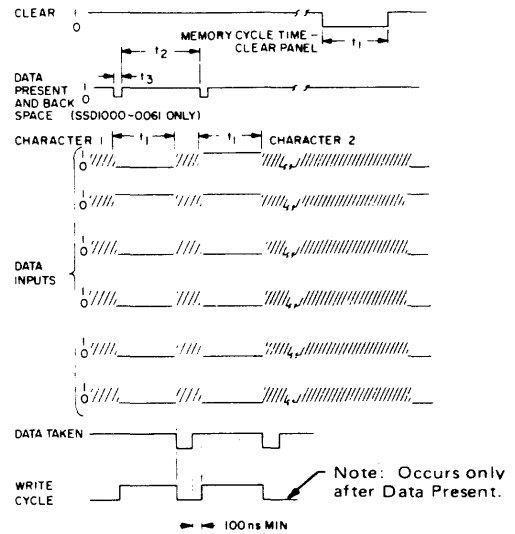 CLEAR 1
0
MEMORY CYCLE TIME –
CLEAR PANEL
t1
t2
t3
DATA
PRESENT
AND BACK
SPACE (SSD1000-0061 ONLY)
1
0
CHARACTER 1
t1
t1
CHARACTER 2
1
0
1
0
1
0
DATA
INPUTS
1
0
1
0
1
0
DATA TAKEN
WRITE
CYCLE
Note: Occurs only
after Data Present.
100ns MIN